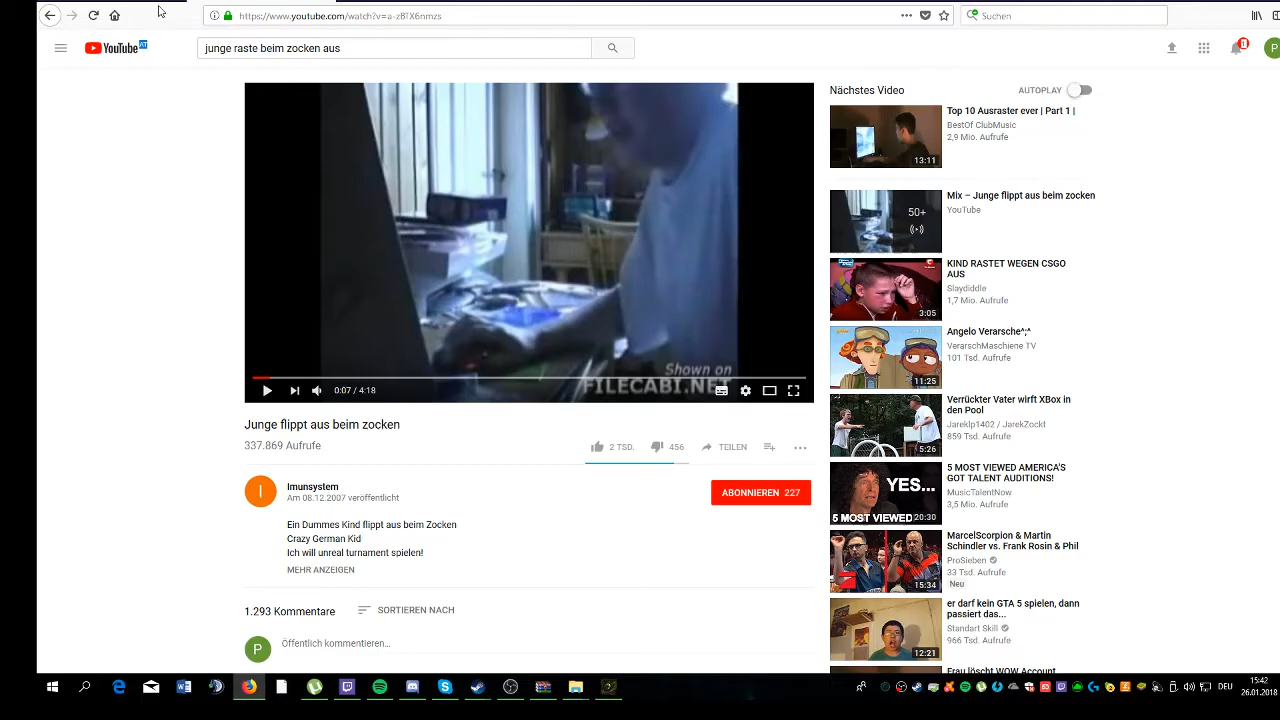 https://www.youtube.com/watch?v=a-zBTX6nmzs
Suchen
YouTube AT
junge raste beim zocken aus
1
P
Shown on
FILECABI.NET
0:07 / 4:18
Junge flippt aus beim zocken
337.869 Aufrufe
2 TSD.
456
TEILEN
I
Imunsystem
Am 08.12.2007 veröffentlicht
ABONNIEREN 227
Ein Dummes Kind flippt aus beim Zocken
Crazy German Kid
Ich will unreal turnament spielen!
MEHR ANZEIGEN
1.293 Kommentare
SORTIEREN NACH
P
Öffentlich kommentieren...
Nächstes Video
AUTOPLAY
13:11
Top 10 Ausraster ever | Part 1 |
BestOf ClubMusic
2,9 Mio. Aufrufe
50+
Mix – Junge flippt aus beim zocken
YouTube
3:05
KIND RASTET WEGEN CSGO
AUS
Slaydiddle
1,7 Mio. Aufrufe
11:25
Angelo Verarsche^;^
VerarschMaschiene TV
101 Tsd. Aufrufe
5:26
Verrückter Vater wirft XBox in
den Pool
Jareklp1402 / JarekZockt
859 Tsd. Aufrufe
YES...
5 MOST VIEWED
20:30
5 MOST VIEWED AMERICA'S
GOT TALENT AUDITIONS!
MusicTalentNow
3,5 Mio. Aufrufe
15:34
MarcelScorpion & Martin
Schindler vs. Frank Rosin & Phil
ProSieben
33 Tsd. Aufrufe
Neu
12:21
er darf kein GTA 5 spielen, dann
passiert das...
Standart Skill
966 Tsd. Aufrufe
Frau löscht WOW Account
DEU
15:42
26.01.2018